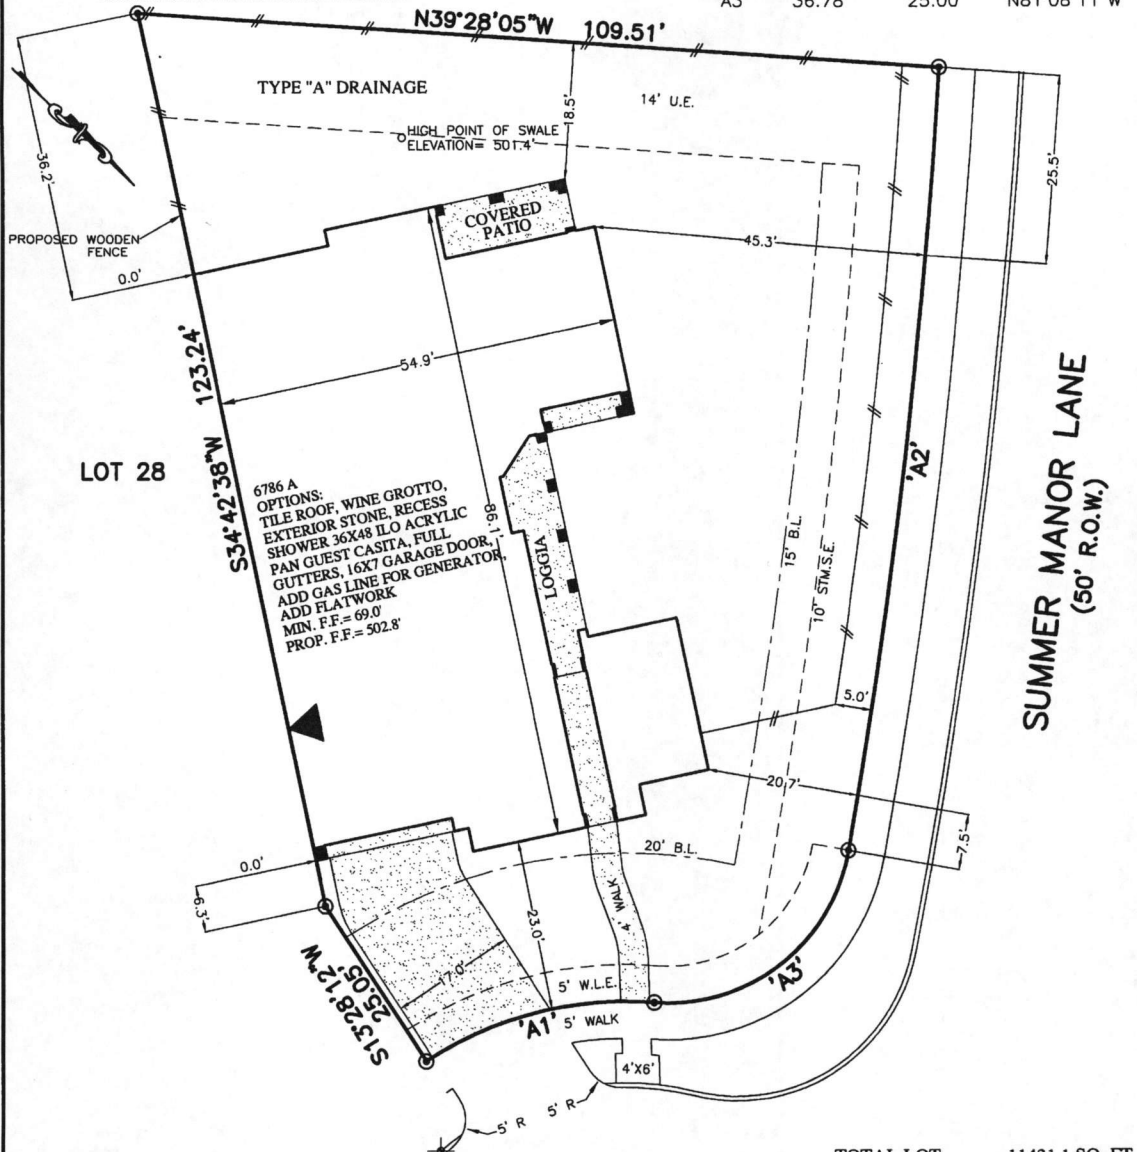 A3 36.78 25.00 N81°08'11"W
N39°28'05"W 109.51'
TYPE "A" DRAINAGE
14' U.E.
18.5'
HIGH POINT OF SWALE
ELEVATION= 501.4'
36.2'
25.5'
COVERED
PATIO
PROPOSED WOODEN
FENCE
0.0'
45.3'
123.24'
S34°42'38"W
54.9'
LOT 28
6786 A
OPTIONS:
TILE ROOF, WINE GROTTO,
EXTERIOR STONE, RECESS
SHOWER 36X48 ILO ACRYLIC
PAN GUEST CASITA, FULL
GUTTERS, 16X7 GARAGE DOOR,
ADD GAS LINE FOR GENERATOR,
ADD FLATWORK
MIN. F.F.= 69.0'
PROP. F.F.= 502.8'
86.1'
LOGGIA
15' B.L.
10' STM.S.E.
'A2'
SUMMER MANOR LANE
(50' R.O.W.)
5.0'
20.7'
7.5'
20' B.L.
0.0'
6.3'
4' WALK
23.0'
17.0'
S13°28'12"W
25.05'
5' W.L.E.
'A3'
'A1'
5' WALK
4'X6'
5' R
5' R